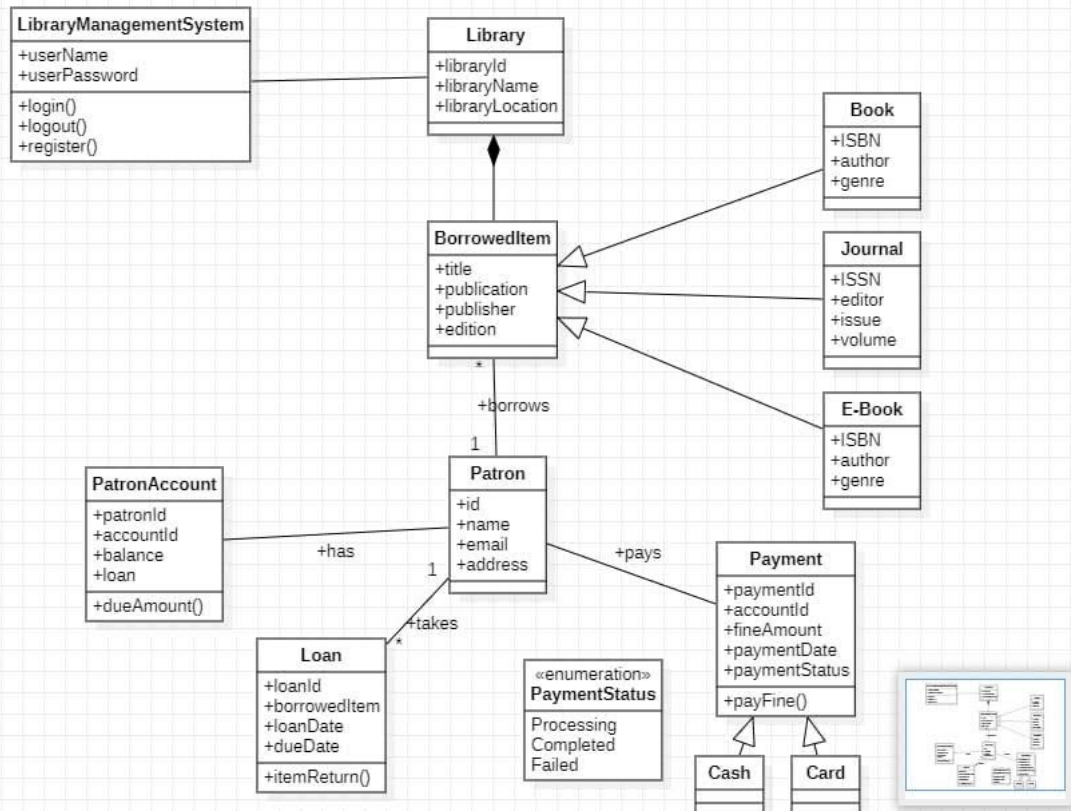 LibraryManagementSystem
+userName
+userPassword
+login()
+logout()
+register()
Library
+libraryId
+libraryName
+libraryLocation
Book
+ISBN
+author
+genre
BorrowedItem
+title
+publication
+publisher
+edition
Journal
+ISSN
+editor
+issue
+volume
E-Book
+ISBN
+author
+genre
*
+borrows
1
Patron
+id
+name
+email
+address
PatronAccount
+patronId
+accountId
+balance
+loan
+dueAmount()
+has
1
+takes
*
+pays
Loan
+loanId
+borrowedItem
+loanDate
+dueDate
+itemReturn()
«enumeration»
PaymentStatus
Processing
Completed
Failed
Payment
+paymentId
+accountId
+fineAmount
+paymentDate
+paymentStatus
+payFine()
Cash
Card